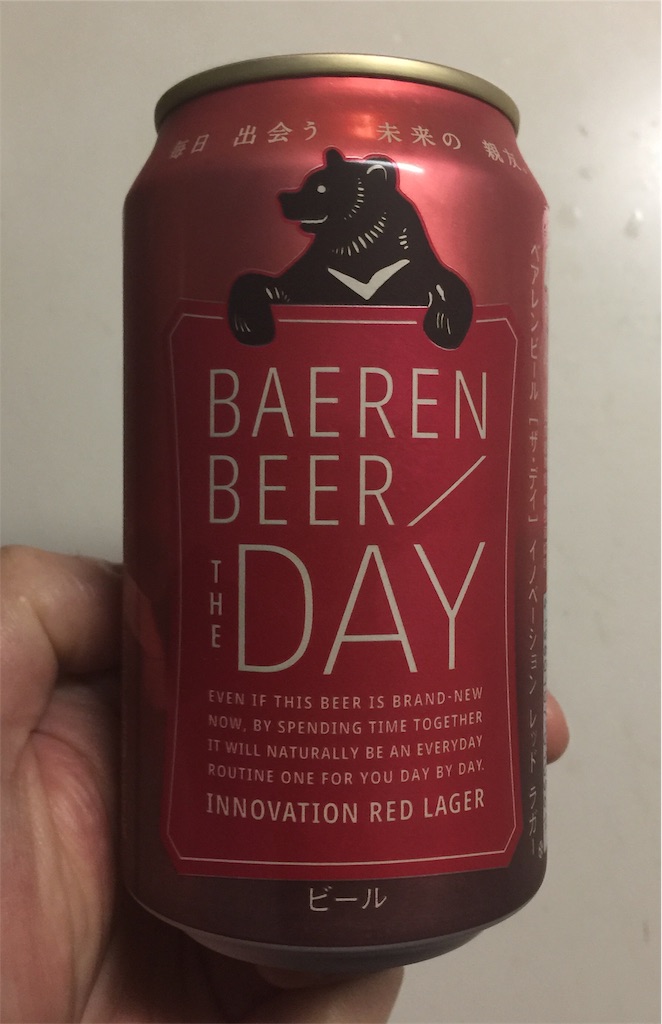 毎日 出会う 未来の 親友。
BAEREN
BEER/
THE
DAY
EVEN IF THIS BEER IS BRAND-NEW
NOW, BY SPENDING TIME TOGETHER
IT WILL NATURALLY BE AN EVERYDAY
ROUTINE ONE FOR YOU DAY BY DAY.
INNOVATION RED LAGER
ビール
ベアレンビール [ザ・デイ] イノベーション レッド ラガー